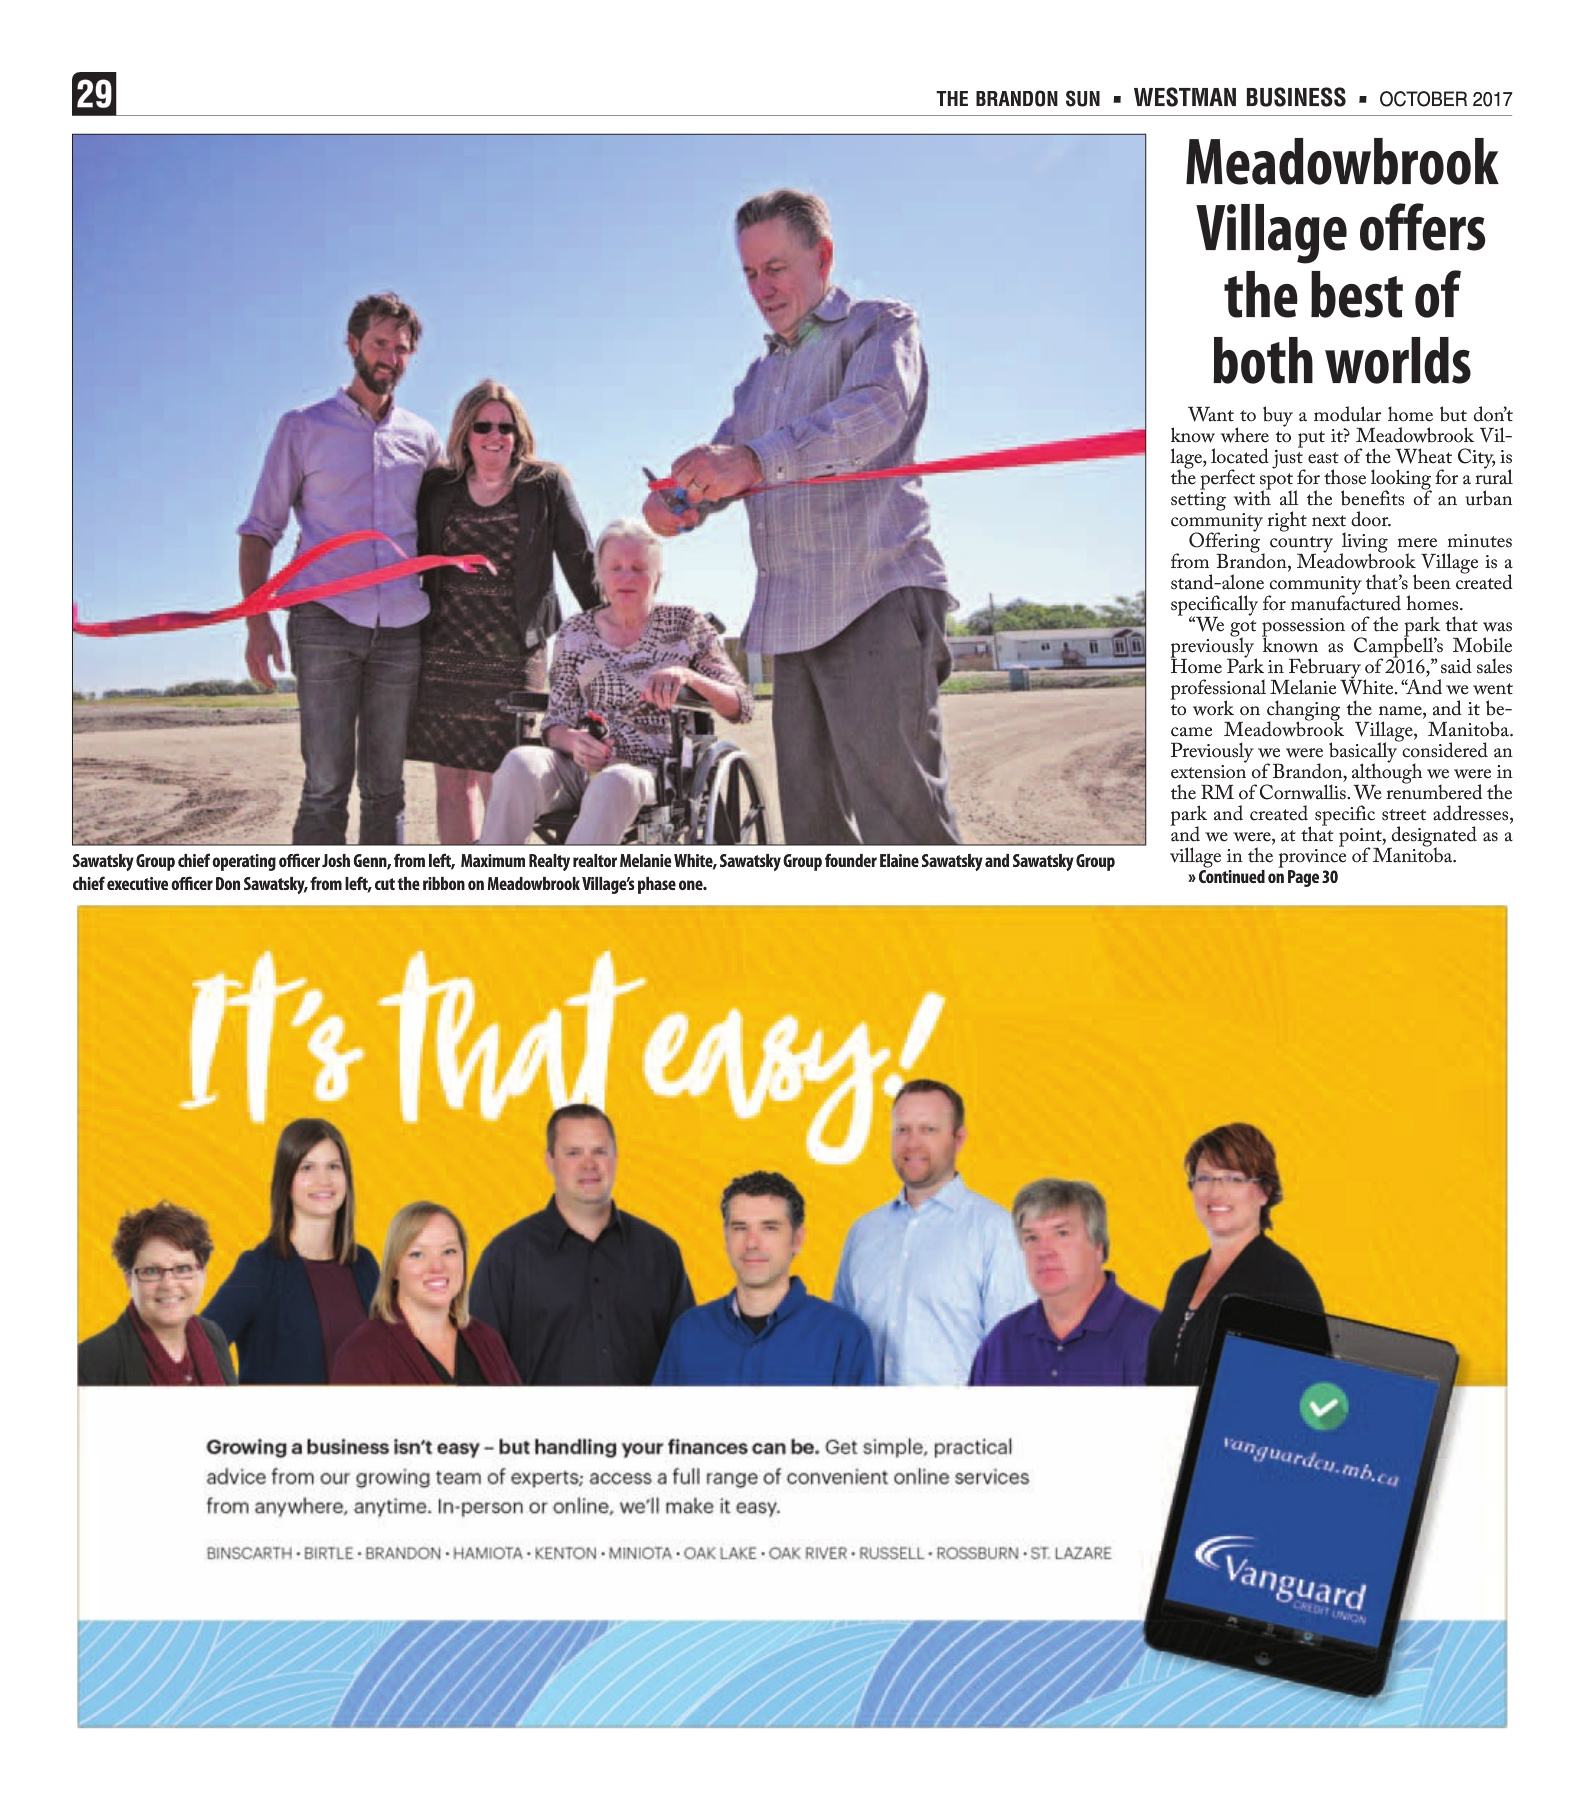 29
THE BRANDON SUN ▪ WESTMAN BUSINESS ▪ OCTOBER 2017
Meadowbrook
Village offers
the best of
both worlds
Want to buy a modular home but don't
know where to put it? Meadowbrook Vil-
lage, located just east of the Wheat City, is
the perfect spot for those looking for a rural
setting with all the benefits of an urban
community right next door.
Offering country living mere minutes
from Brandon, Meadowbrook Village is a
stand-alone community that's been created
specifically for manufactured homes.
“We got possession of the park that was
previously known as Campbell's Mobile
Home Park in February of 2016,” said sales
professional Melanie White. “And we went
to work on changing the name, and it be-
came Meadowbrook Village, Manitoba.
Previously we were basically considered an
extension of Brandon, although we were in
the RM of Cornwallis. We renumbered the
park and created specific street addresses,
and we were, at that point, designated as a
village in the province of Manitoba.
» Continued on Page 30
Sawatsky Group chief operating officer Josh Genn, from left, Maximum Realty realtor Melanie White, Sawatsky Group founder Elaine Sawatsky and Sawatsky Group
chief executive officer Don Sawatsky, from left, cut the ribbon on Meadowbrook Village's phase one.
It's that easy!
Growing a business isn't easy – but handling your finances can be. Get simple, practical
advice from our growing team of experts; access a full range of convenient online services
from anywhere, anytime. In-person or online, we'll make it easy.
BINSCARTH • BIRTLE • BRANDON • HAMIOTA • KENTON • MINIOTA • OAK LAKE • OAK RIVER • RUSSELL • ROSSBURN • ST. LAZARE
vanguardcu.mb.ca
Vanguard
CREDIT UNION